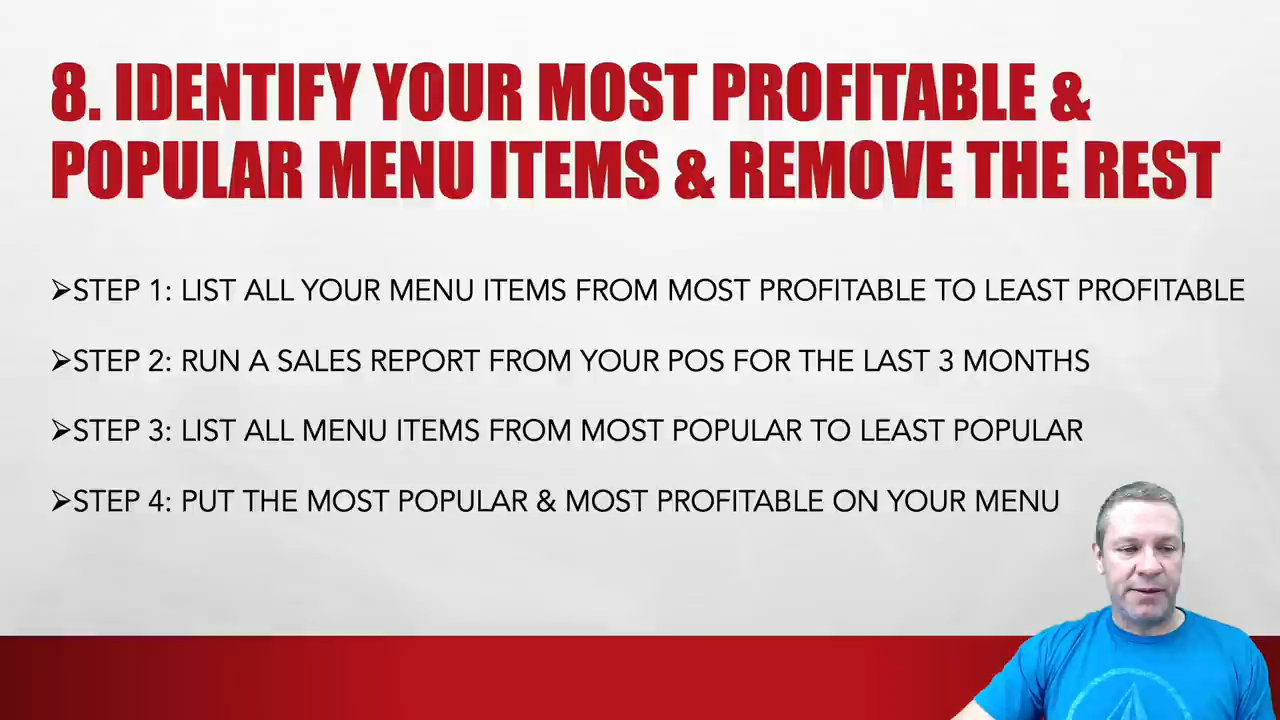 8. IDENTIFY YOUR MOST PROFITABLE &
POPULAR MENU ITEMS & REMOVE THE REST
➢STEP 1: LIST ALL YOUR MENU ITEMS FROM MOST PROFITABLE TO LEAST PROFITABLE
➢STEP 2: RUN A SALES REPORT FROM YOUR POS FOR THE LAST 3 MONTHS
➢STEP 3: LIST ALL MENU ITEMS FROM MOST POPULAR TO LEAST POPULAR
➢STEP 4: PUT THE MOST POPULAR & MOST PROFITABLE ON YOUR MENU